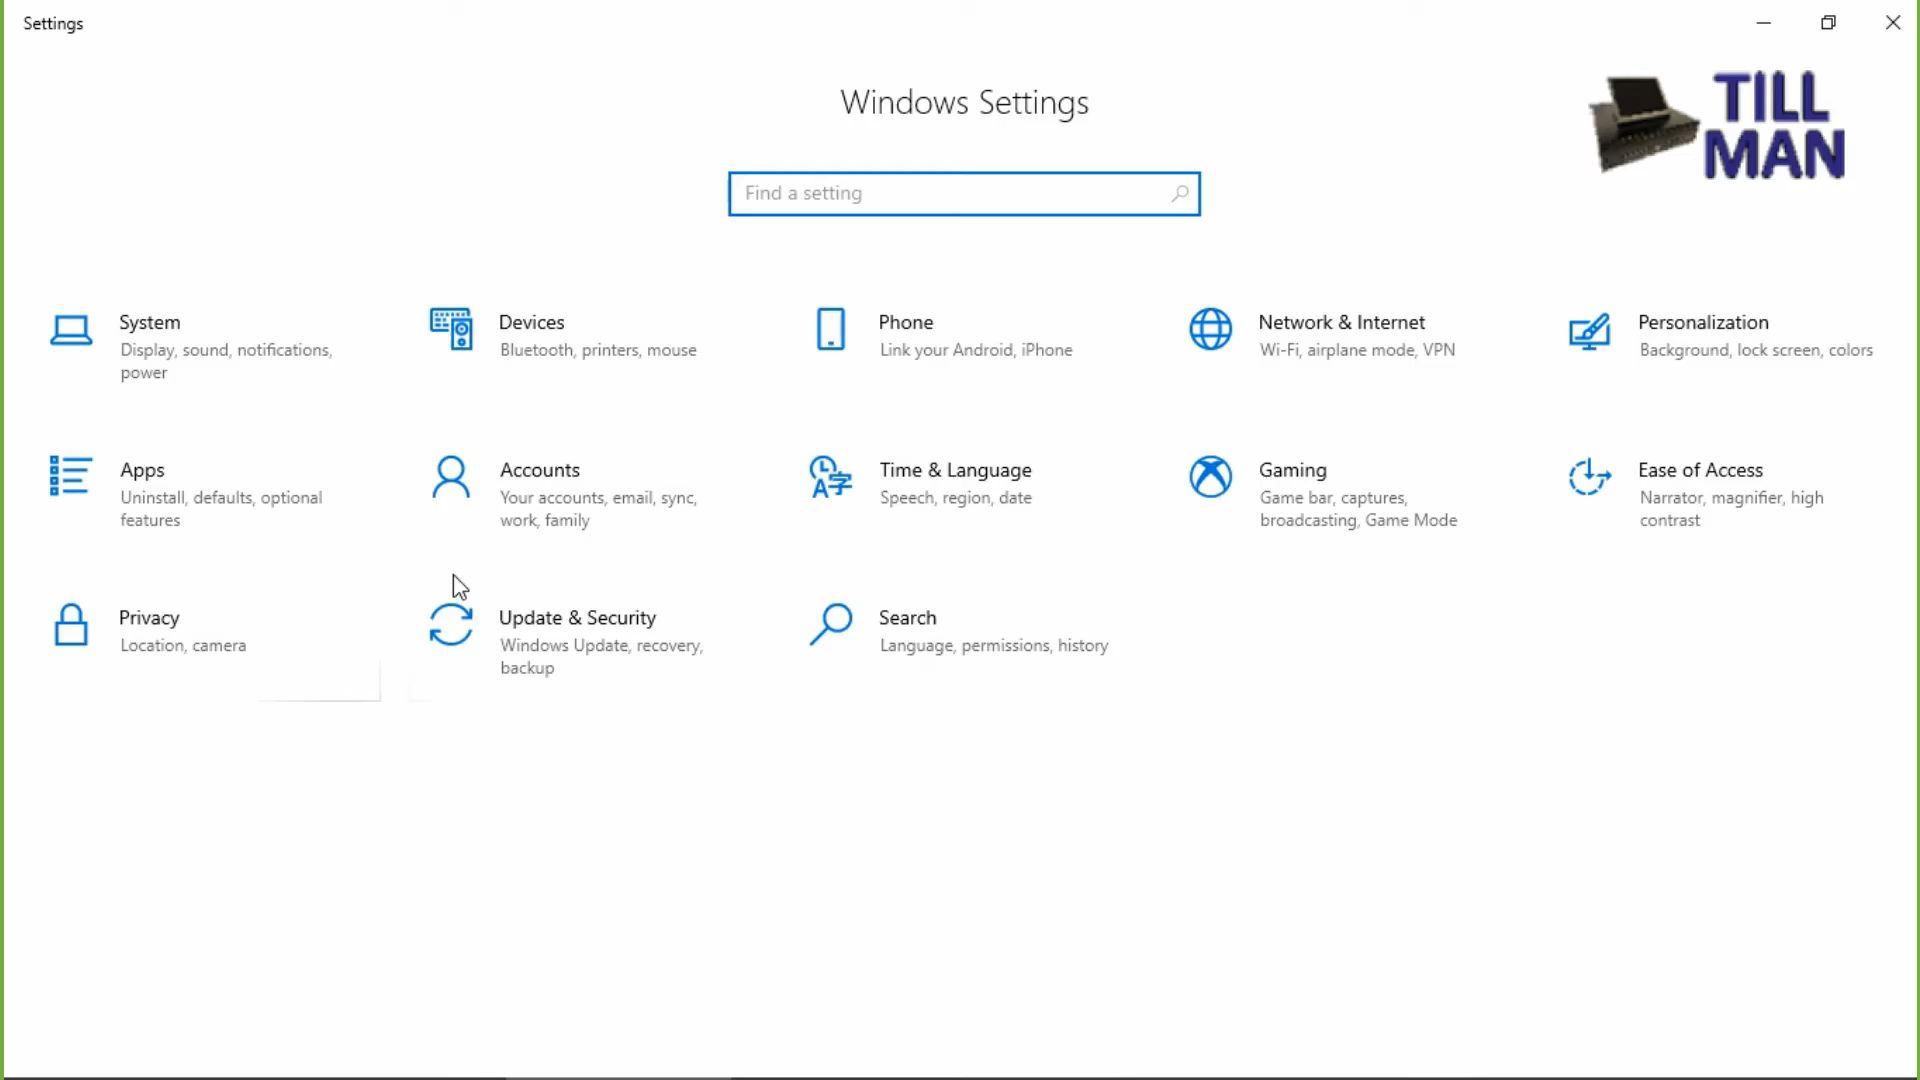 Settings
Windows Settings
TILL
MAN
Find a setting
System
Display, sound, notifications,
power
Devices
Bluetooth, printers, mouse
Phone
Link your Android, iPhone
Network & Internet
Wi-Fi, airplane mode, VPN
Personalization
Background, lock screen, colors
Apps
Uninstall, defaults, optional
features
Accounts
Your accounts, email, sync,
work, family
Time & Language
Speech, region, date
Gaming
Game bar, captures,
broadcasting, Game Mode
Ease of Access
Narrator, magnifier, high
contrast
Privacy
Location, camera
Update & Security
Windows Update, recovery,
backup
Search
Language, permissions, history